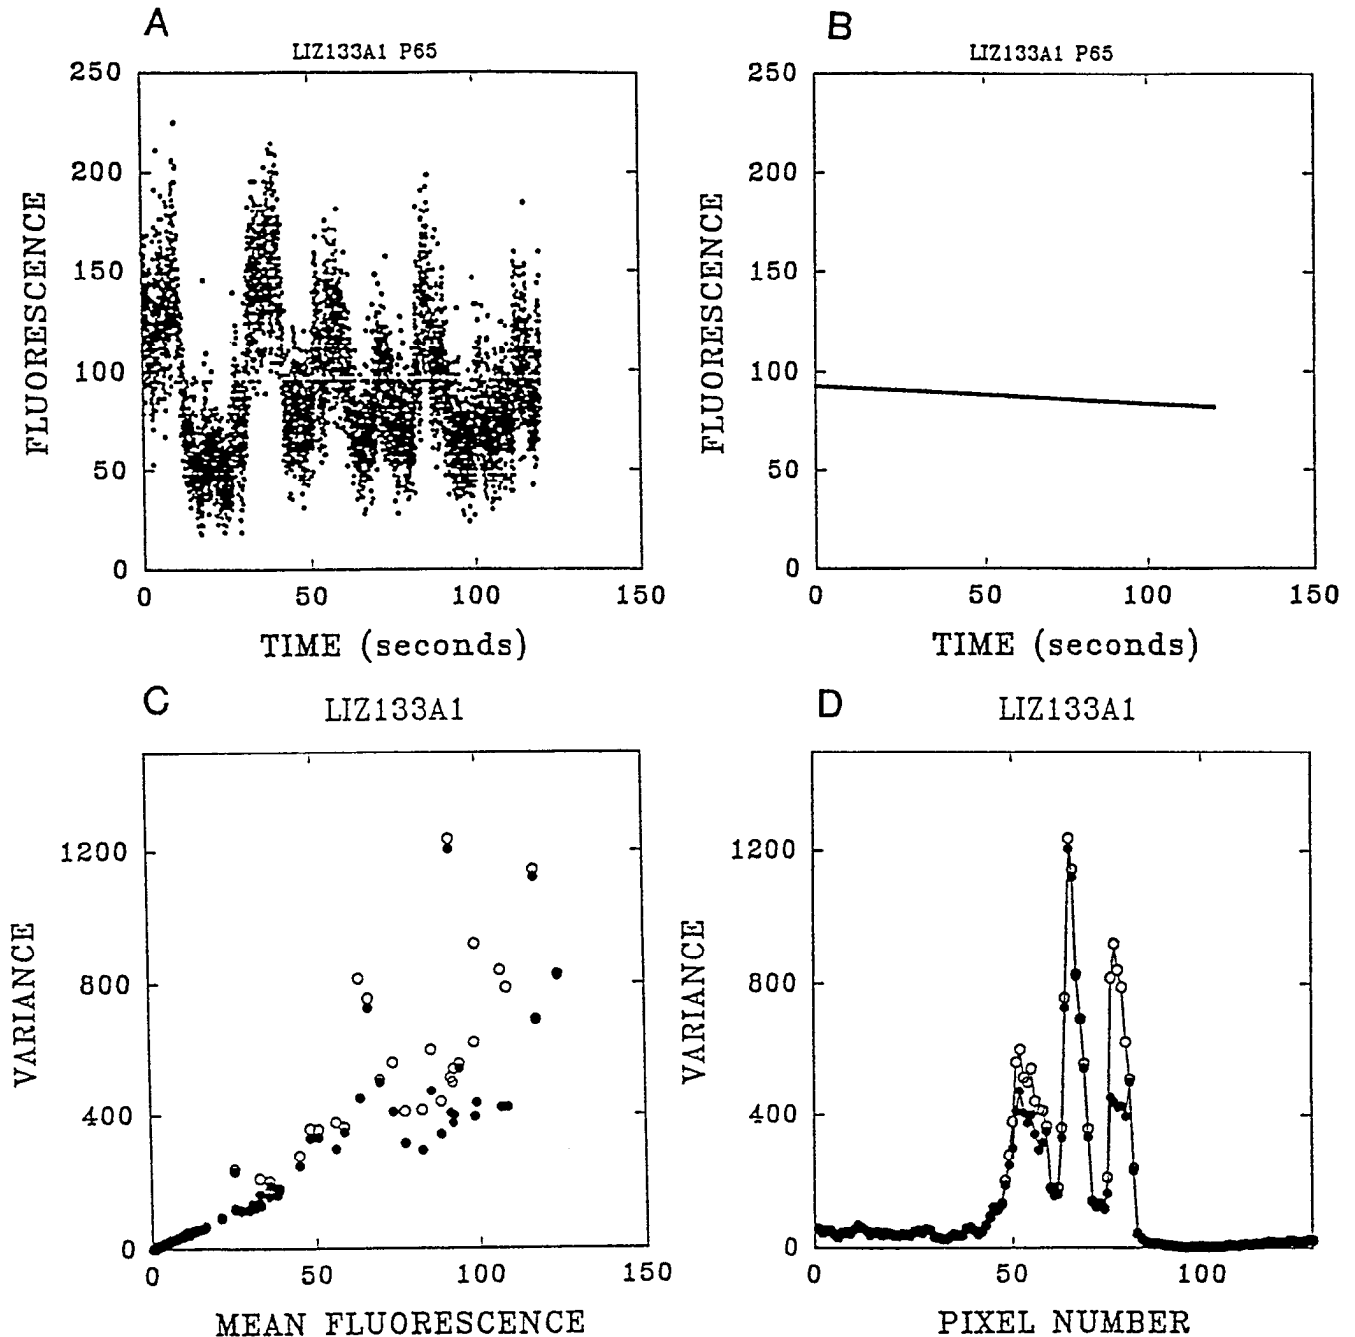 A
LIZ133A1 P65
250
200
150
100
50
0
FLUORESCENCE
0 50 100 150
TIME (seconds)
B
LIZ133A1 P65
250
200
150
100
50
0
FLUORESCENCE
0 50 100 150
TIME (seconds)
C
LIZ133A1
1200
800
400
0
VARIANCE
0 50 100 150
MEAN FLUORESCENCE
D
LIZ133A1
1200
800
400
0
VARIANCE
0 50 100
PIXEL NUMBER